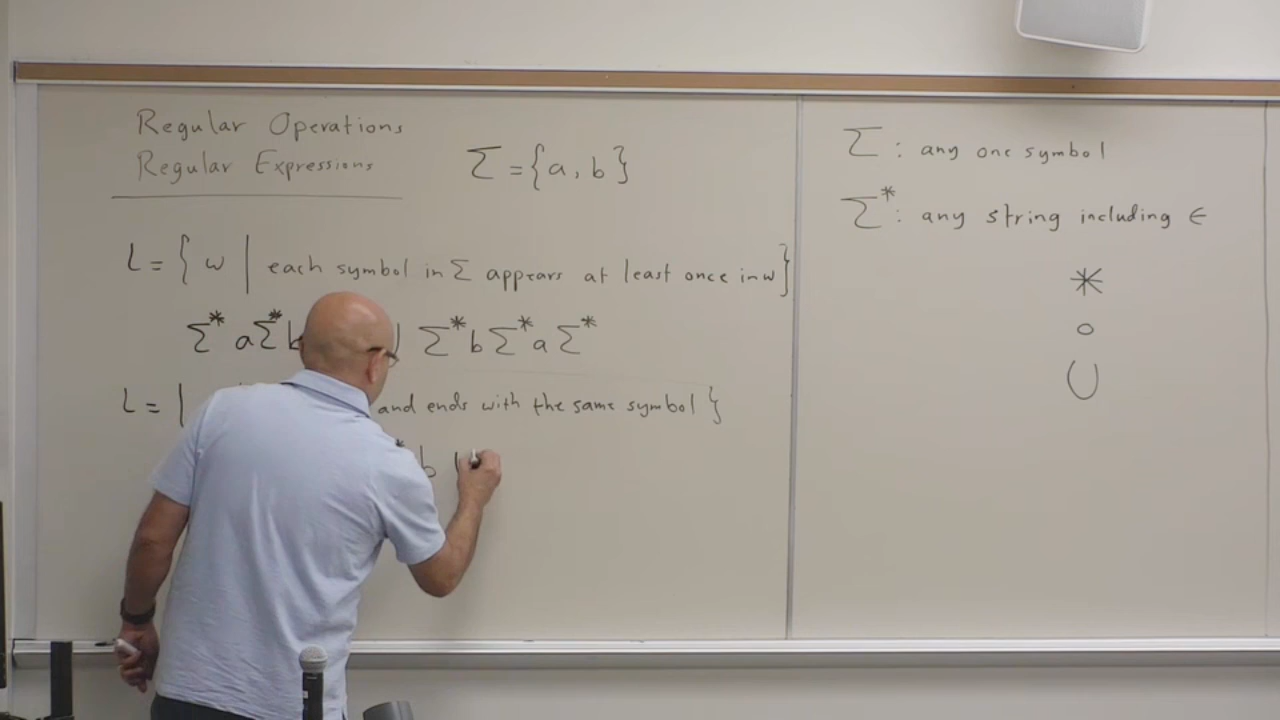 Regular Operations
Regular Expressions
Σ = {a, b}
L = { w | each symbol in Σ appears at least once in w }
Σ* a Σ* b Σ* b Σ* a Σ*
L = and ends with the same symbol }
* b
Σ : any one symbol
Σ* : any string including ∈
*
∘
∪